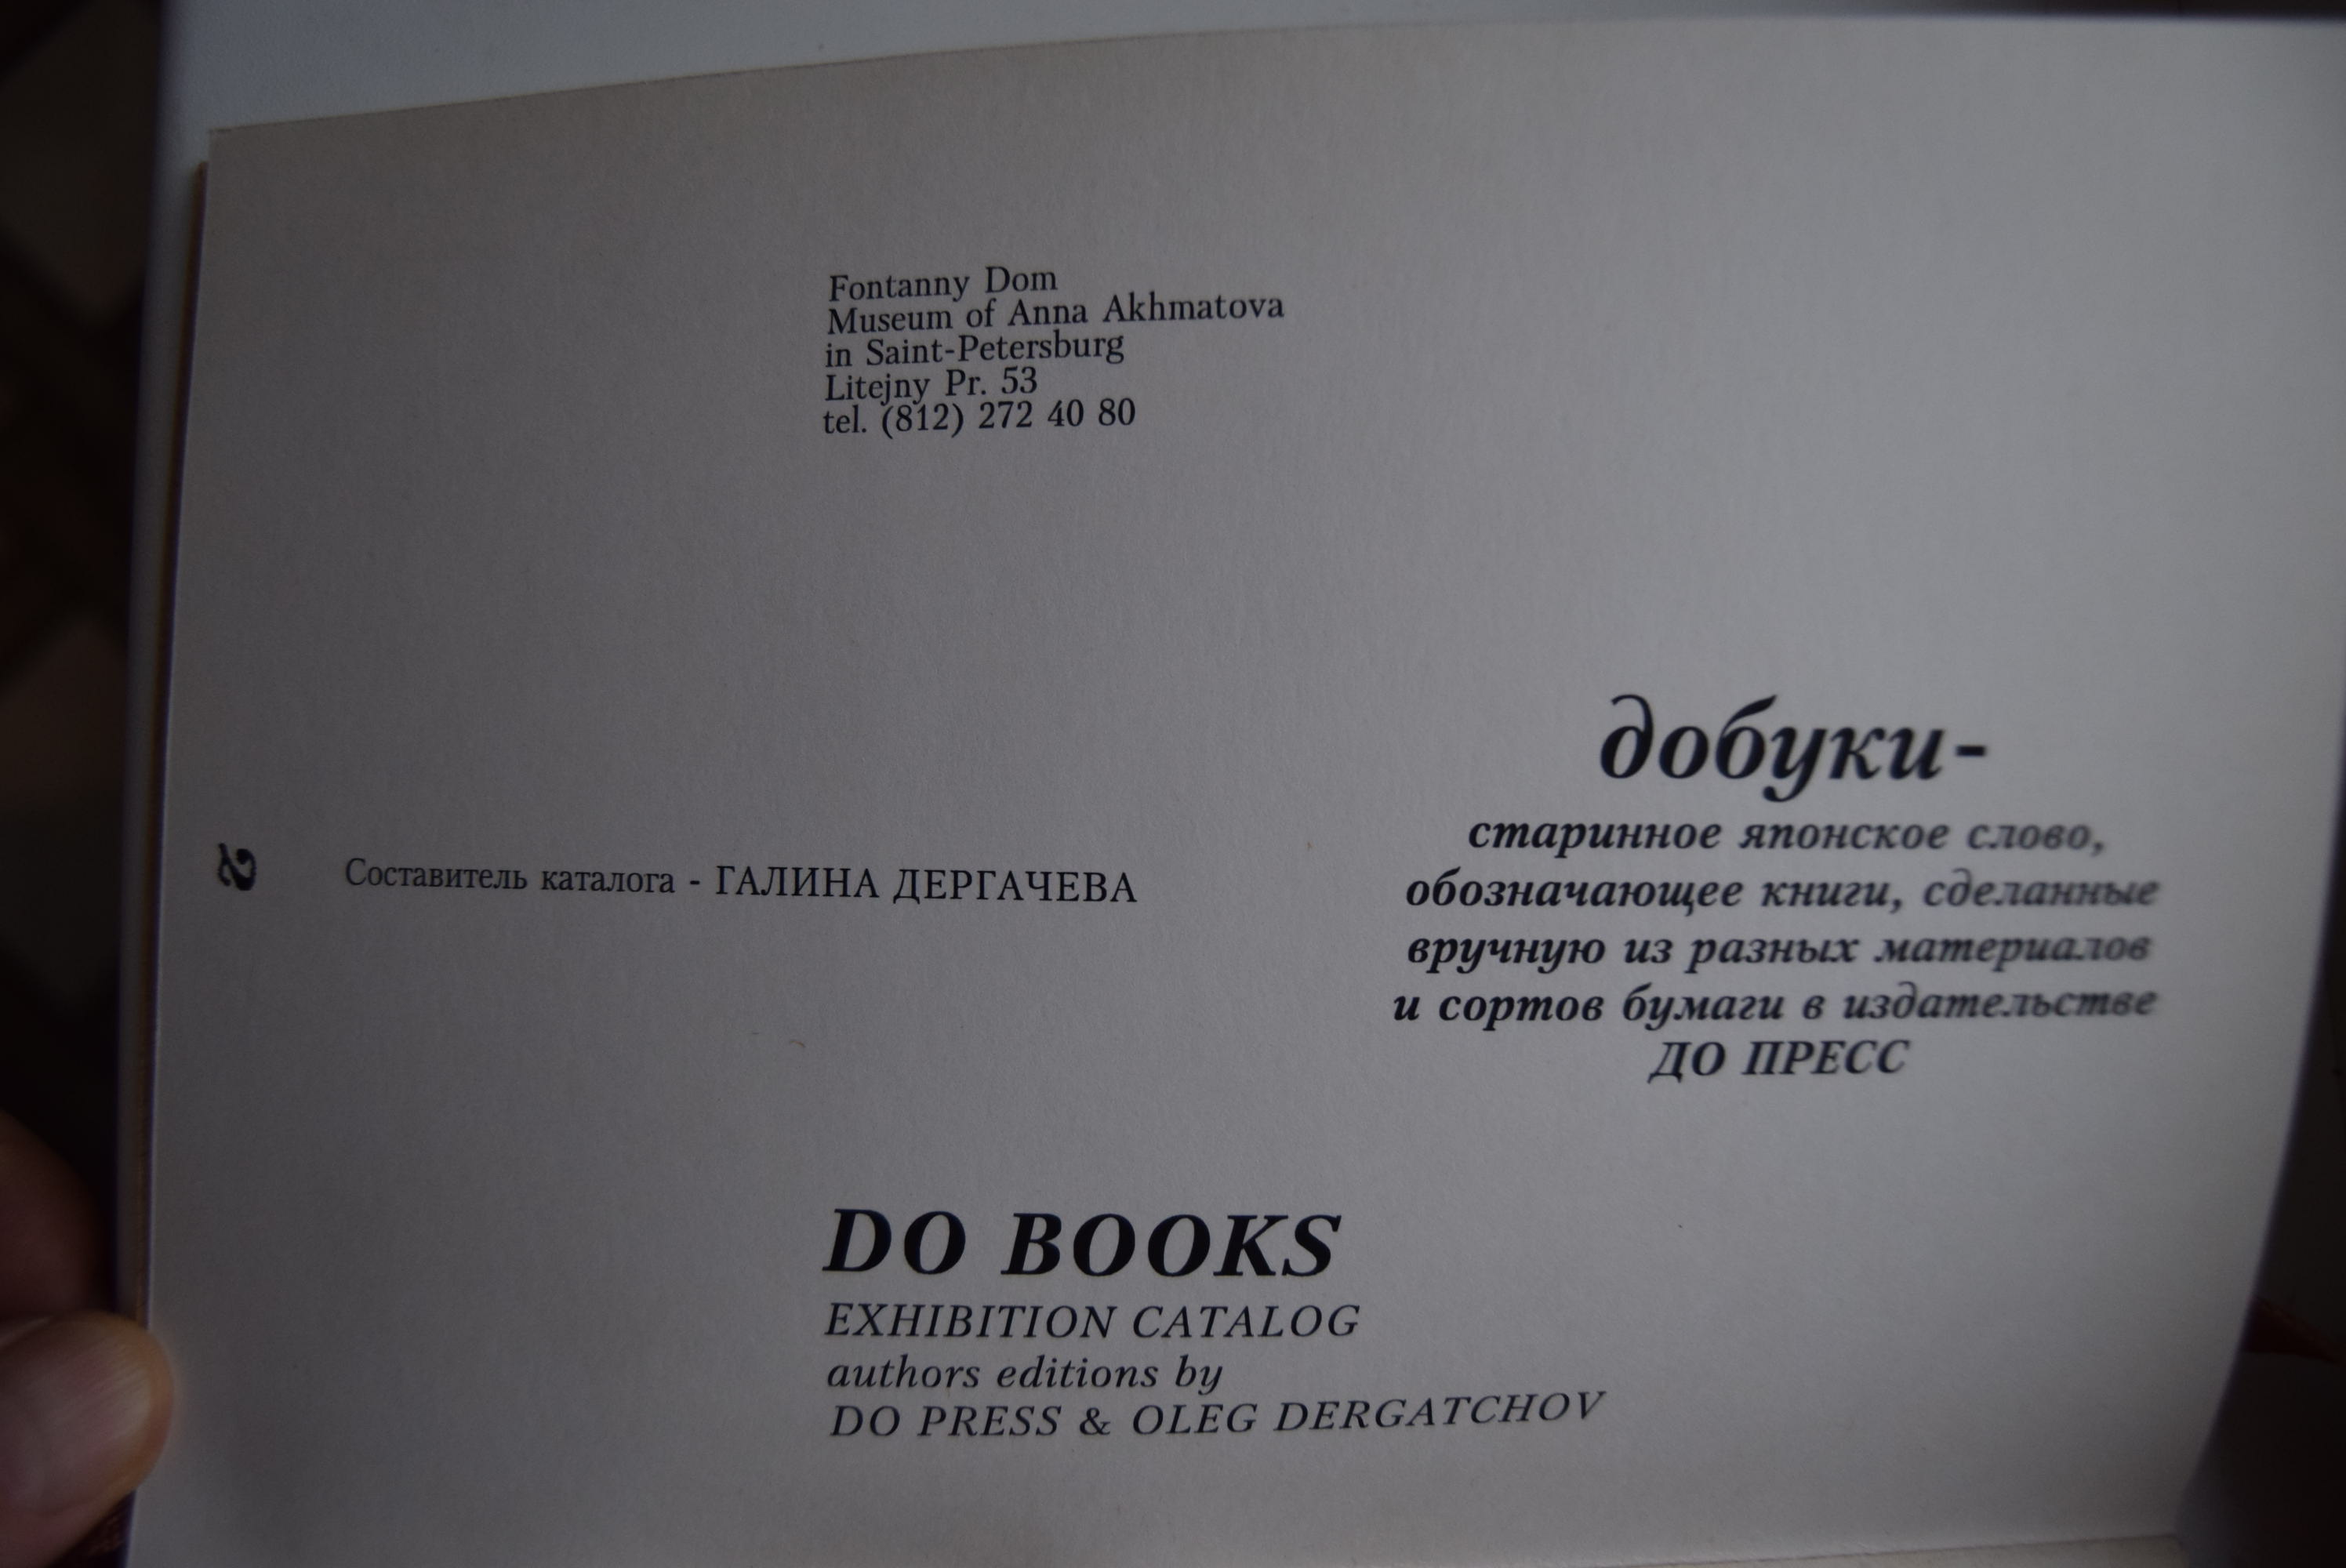 Fontanny Dom
Museum of Anna Akhmatova
in Saint-Petersburg
Litejny Pr. 53
tel. (812) 272 40 80
добуки-
старинное японское слово,
обозначающее книги, сделанные
вручную из разных материалов
и сортов бумаги в издательстве
ДО ПРЕСС
Составитель каталога - ГАЛИНА ДЕРГАЧЕВА
DO BOOKS
EXHIBITION CATALOG
authors editions by
DO PRESS & OLEG DERGATCHOV